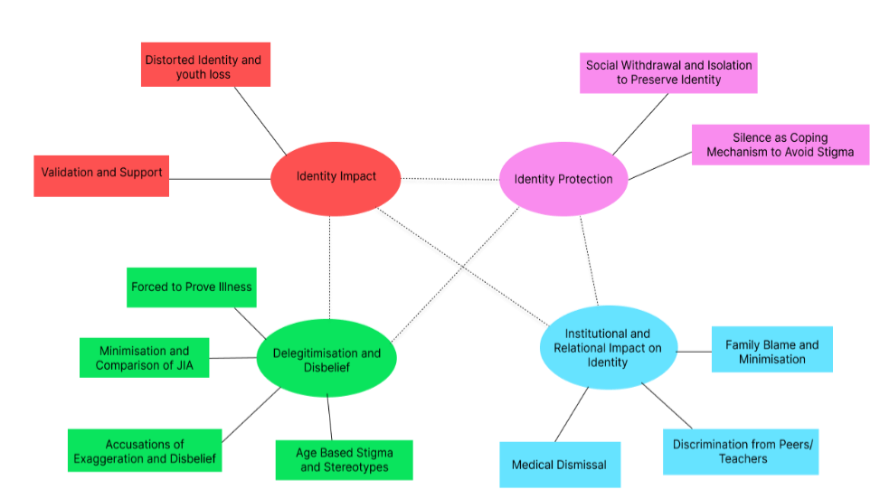 Distorted Identity and
youth loss
Social Withdrawal and Isolation
to Preserve Identity
Silence as Coping
Mechanism to Avoid Stigma
Validation and Support
Identity Impact
Identity Protection
Forced to Prove Illness
Minimisation and
Comparison of JIA
Delegitimisation and
Disbelief
Institutional and
Relational Impact on
Identity
Family Blame and
Minimisation
Accusations of
Exaggeration and Disbelief
Age Based Stigma
and Stereotypes
Medical Dismissal
Discrimination from Peers/
Teachers